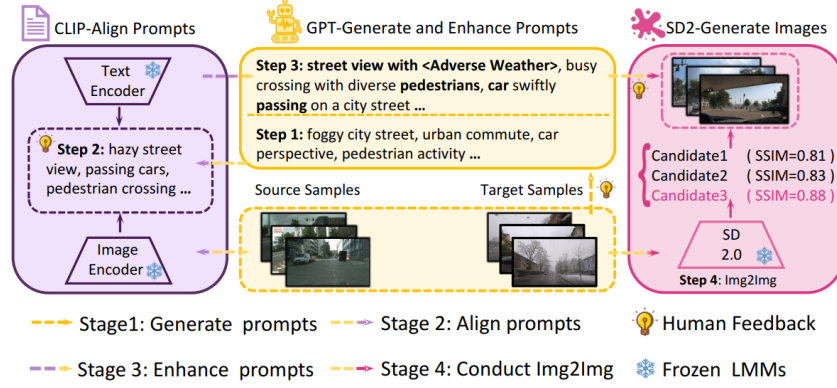 CLIP-Align Prompts
GPT-Generate and Enhance Prompts
SD2-Generate Images
Text
Encoder
Step 2: hazy street
view, passing cars,
pedestrian crossing ...
Image
Encoder
Step 3: street view with <Adverse Weather>, busy
crossing with diverse pedestrians, car swiftly
passing on a city street ...
Step 1: foggy city street, urban commute, car
perspective, pedestrian activity ...
Source Samples
Target Samples
Candidate1 ( SSIM=0.81 )
Candidate2 ( SSIM=0.83 )
Candidate3 ( SSIM=0.88 )
SD
2.0
Step 4: Img2Img
Stage1: Generate prompts
Stage 2: Align prompts
Human Feedback
Stage 3: Enhance prompts
Stage 4: Conduct Img2Img
Frozen LMMs